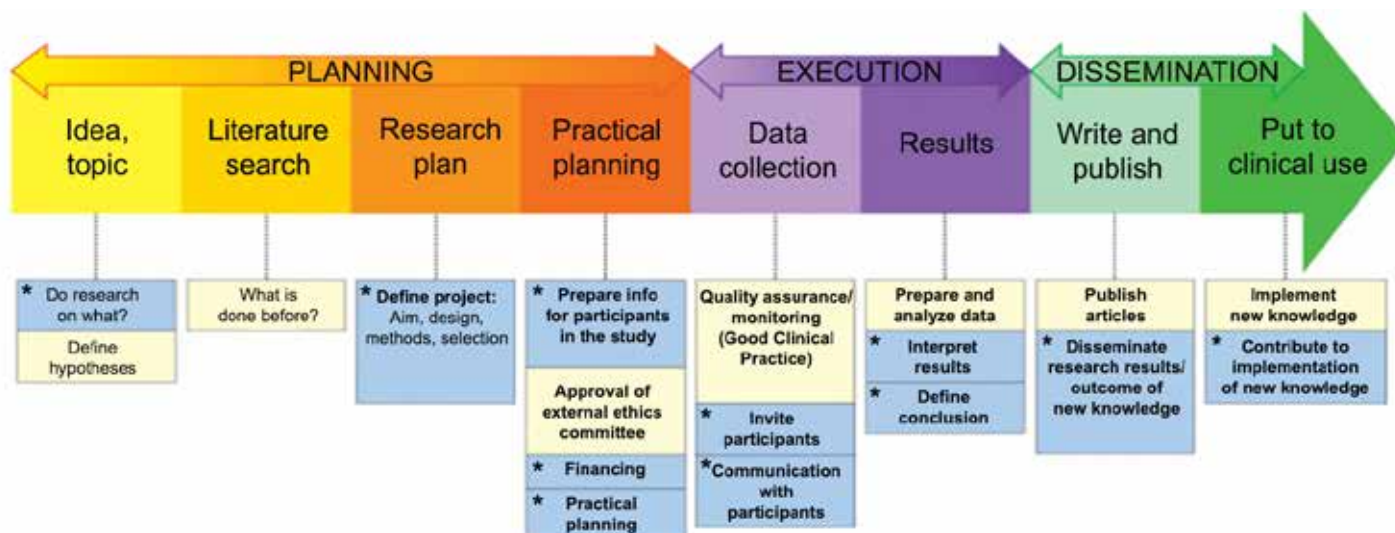 PLANNING
EXECUTION
DISSEMINATION
Idea,
topic
Literature
search
Research
plan
Practical
planning
Data
collection
Results
Write and
publish
Put to
clinical use
* Do research
on what?
Define
hypotheses
What is
done before?
* Define project:
Aim, design,
methods, selection
* Prepare info
for participants
in the study
Approval of
external ethics
committee
* Financing
* Practical
planning
Quality assurance/
monitoring
(Good Clinical
Practice)
* Invite
participants
* Communication
with
participants
Prepare and
analyze data
* Interpret
results
* Define
conclusion
Publish
articles
* Disseminate
research results/
outcome of
new knowledge
Implement
new knowledge
* Contribute to
implementation
of new knowledge